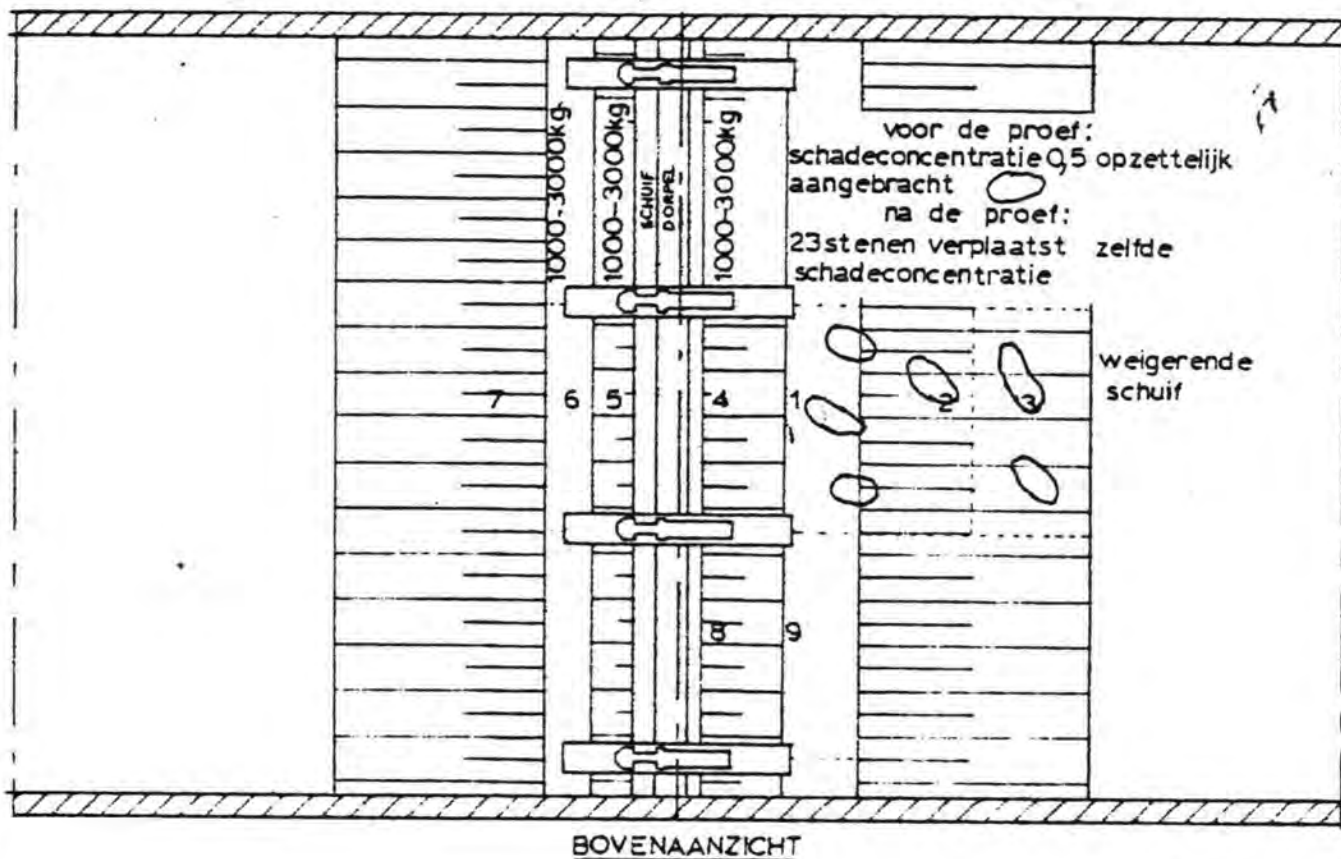 1000-3000kg
1000-3000kg
SCHUIF
DORPEL
1000-3000kg
voor de proef:
schadeconcentratie 0,5 opzettelijk
aangebracht
na de proef:
23 stenen verplaatst zelfde
schadeconcentratie
weigerende
schuif
7 6 5 4 1 2 3
8 9
BOVENAANZICHT